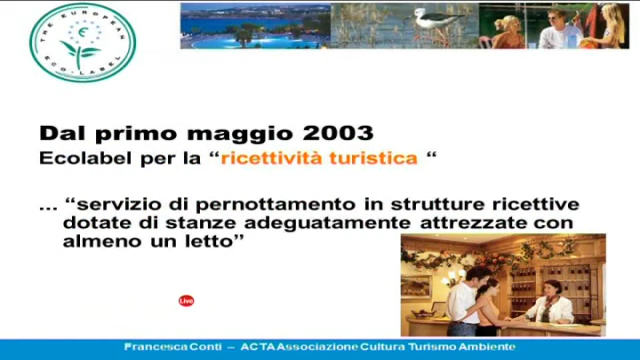 THE EUROPEAN
ECO-LABEL
Dal primo maggio 2003
Ecolabel per la “ricettività turistica “
... “servizio di pernottamento in strutture ricettive
dotate di stanze adeguatamente attrezzate con
almeno un letto”
Live
Francesca Conti – ACTA Associazione Cultura Turismo Ambiente